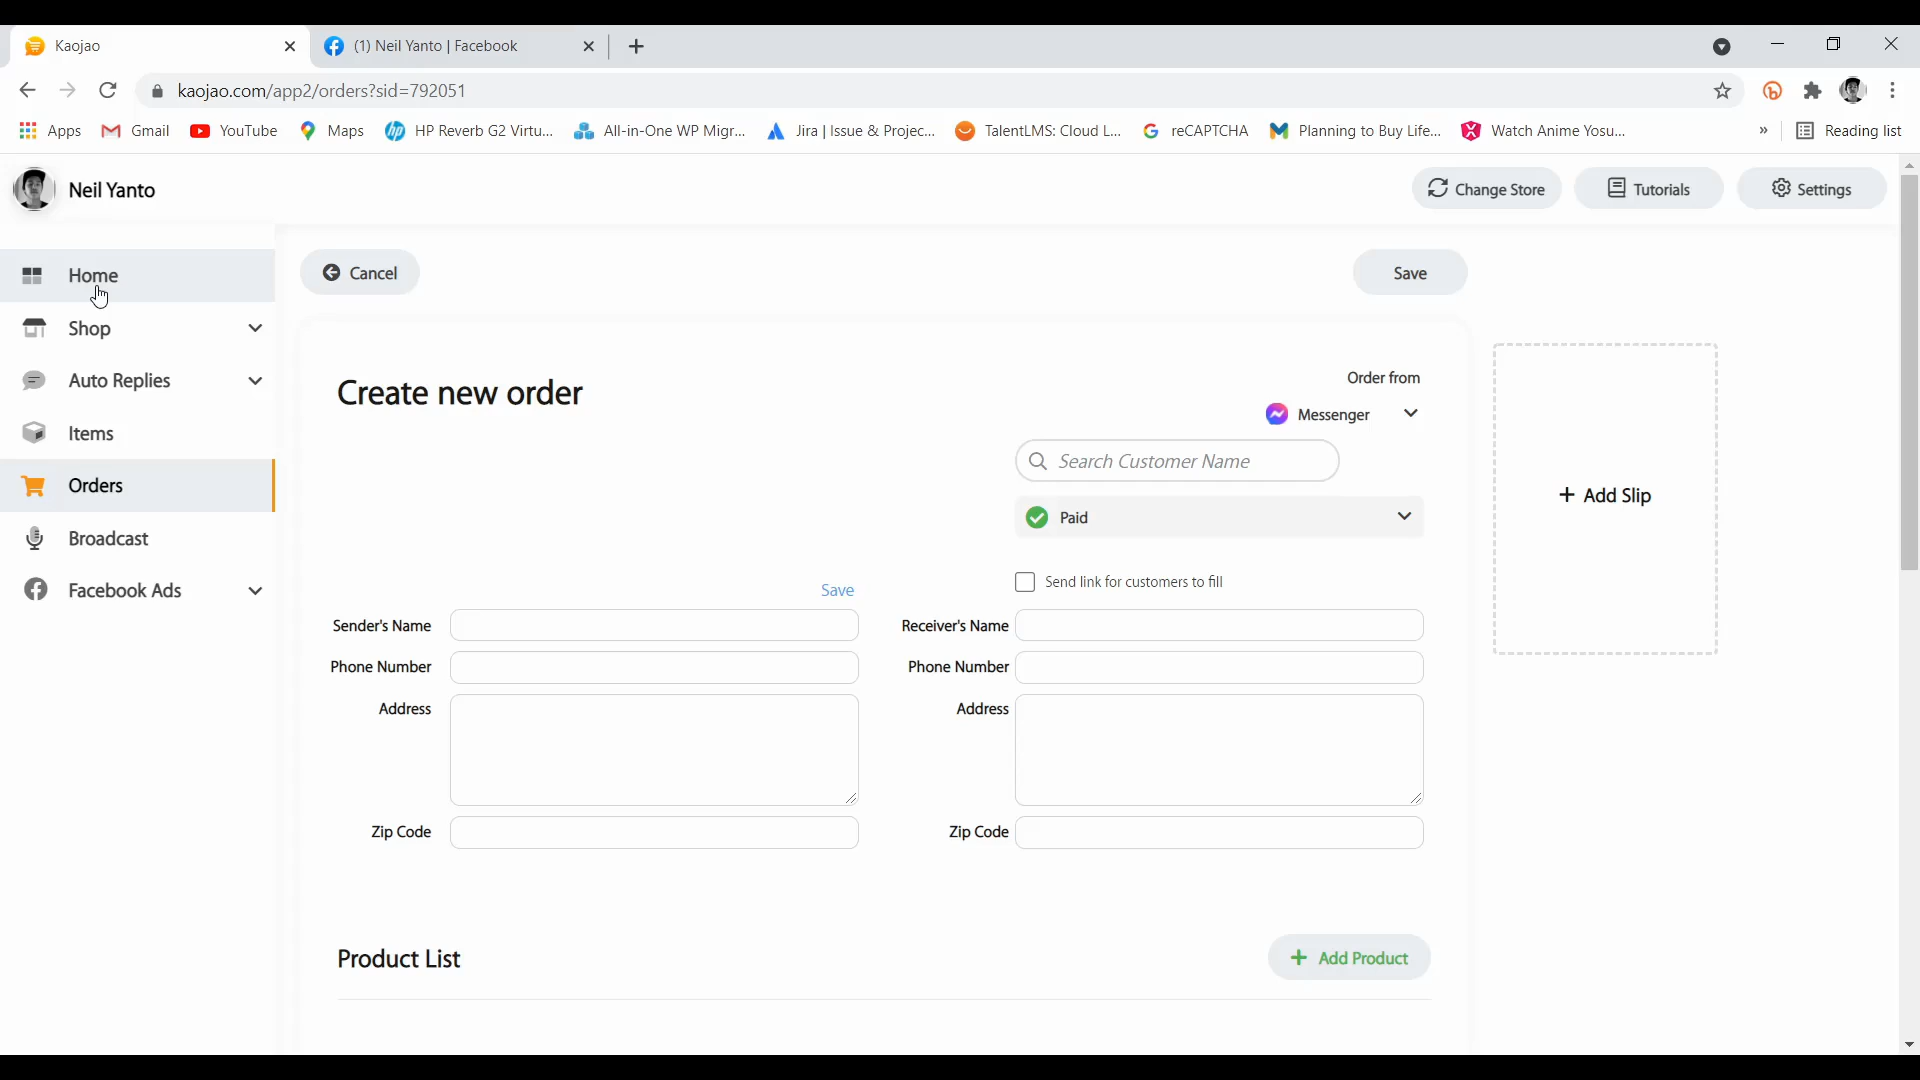 Kaojao
(1) Neil Yanto | Facebook
kaojao.com/app2/orders?sid=792051
Apps
Gmail
YouTube
Maps
HP Reverb G2 Virtu...
All-in-One WP Migr...
Jira | Issue & Projec...
TalentLMS: Cloud L...
reCAPTCHA
Planning to Buy Life...
Watch Anime Yosu...
»
Reading list
Neil Yanto
Change Store
Tutorials
Settings
Home
Shop
Auto Replies
Items
Orders
Broadcast
Facebook Ads
Cancel
Save
Create new order
Order from
Messenger
Search Customer Name
Paid
+ Add Slip
Send link for customers to fill
Save
Sender's Name
Phone Number
Address
Zip Code
Receiver's Name
Phone Number
Address
Zip Code
Product List
+ Add Product